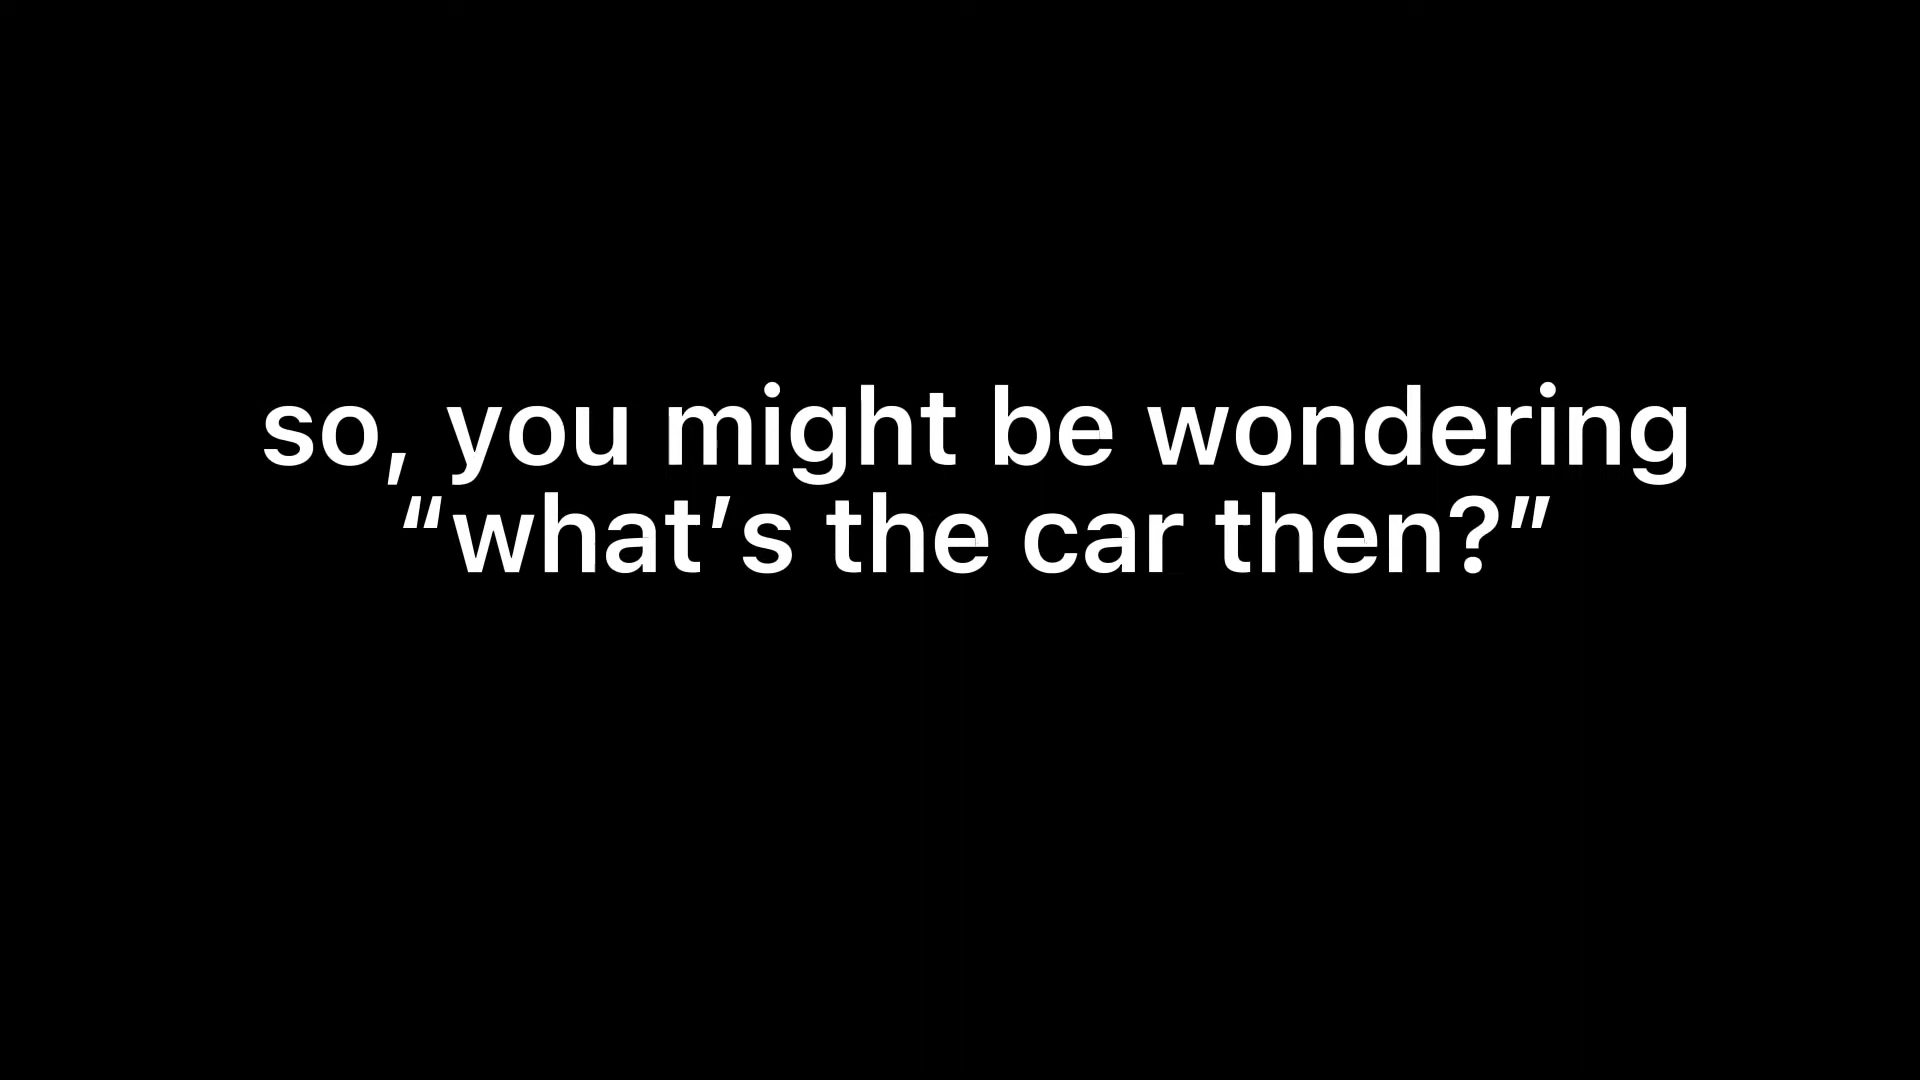 so, you might be wondering
“what’s the car then?”